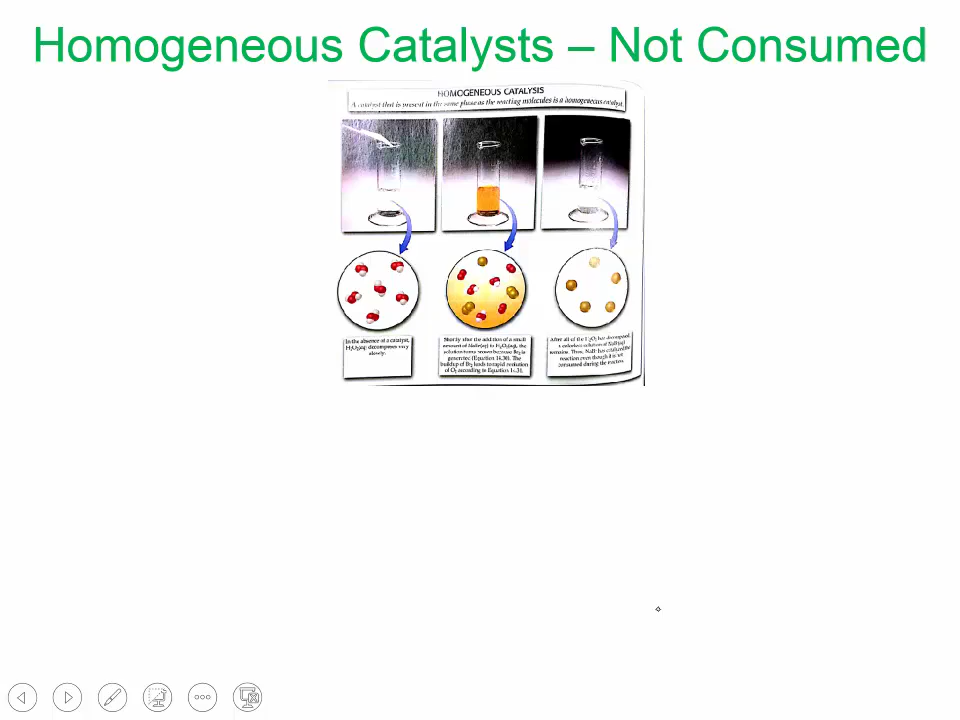 Homogeneous Catalysts – Not Consumed
HOMOGENEOUS CATALYSIS
A catalyst that is present in the same phase as the reacting molecules is a homogeneous catalyst.
In the absence of a catalyst,
H₂O₂(aq) decomposes very
slowly.
Shortly after the addition of a small
amount of NaBr(aq) to H₂O₂(aq), the
solution turns brown because Br₂ is
generated (Equation 14.30). The
buildup of Br₂ leads to rapid evolution
of O₂ according to Equation 14.31.
After all of the H₂O₂ has decomposed,
a colorless solution of NaBr(aq)
remains. Thus, NaBr has catalyzed the
reaction even though it is not
consumed during the reaction.